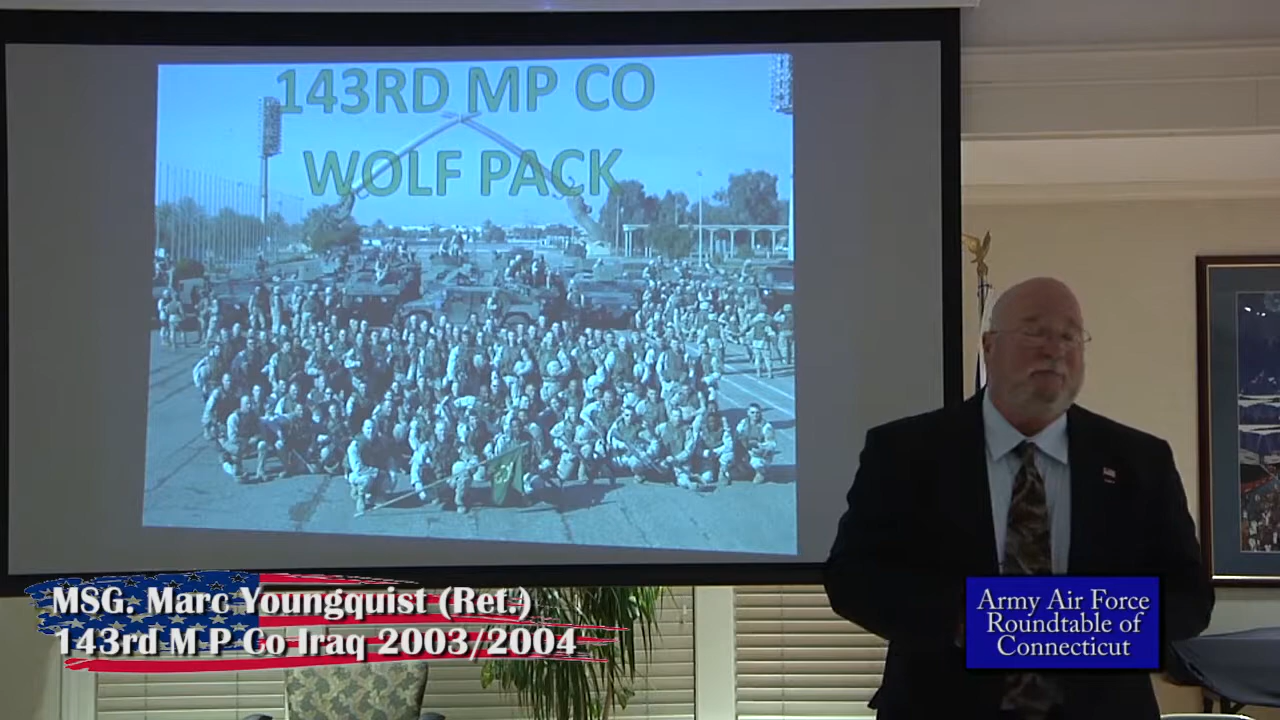 143RD MP CO
WOLF PACK
MSG. Marc Youngquist (Ret.)
143rd M P Co Iraq 2003/2004
Army Air Force
Roundtable of
Connecticut